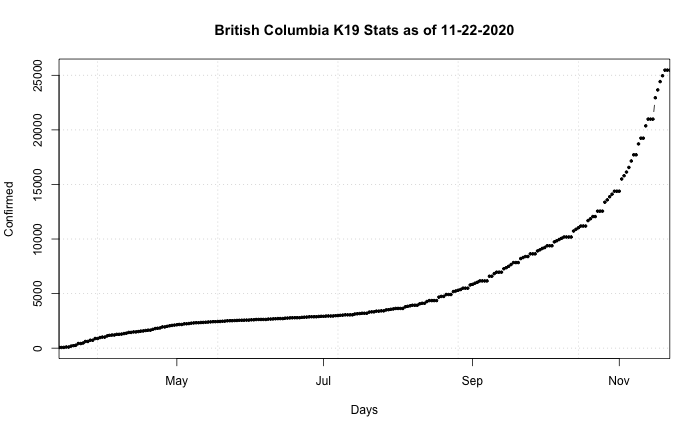 British Columbia K19 Stats as of 11-22-2020
Confirmed
25000
20000
15000
10000
5000
0
May Jul Sep Nov
Days